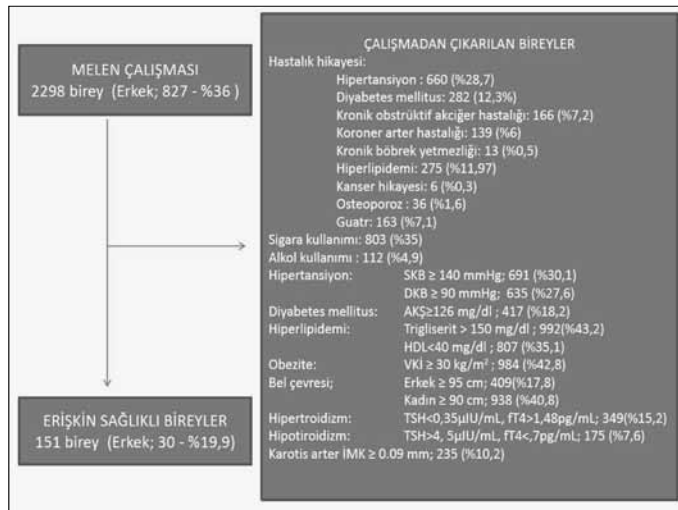 MELEN ÇALIŞMASI
2298 birey (Erkek; 827 - %36 )
ERİŞKİN SAĞLIKLI BİREYLER
151 birey (Erkek; 30 - %19,9)
ÇALIŞMADAN ÇIKARILAN BİREYLER
Hastalık hikayesi:
Hipertansiyon : 660 (%28,7)
Diyabetes mellitus: 282 (12,3%)
Kronik obstrüktif akciğer hastalığı: 166 (%7,2)
Koroner arter hastalığı: 139 (%6)
Kronik böbrek yetmezliği: 13 (%0,5)
Hiperlipidemi: 275 (%11,97)
Kanser hikayesi: 6 (%0,3)
Osteoporoz : 36 (%1,6)
Guatr: 163 (%7,1)
Sigara kullanımı: 803 (%35)
Alkol kullanımı : 112 (%4,9)
Hipertansiyon: SKB ≥ 140 mmHg; 691 (%30,1)
DKB ≥ 90 mmHg; 635 (%27,6)
Diyabetes mellitus: AKŞ≥126 mg/dl ; 417 (%18,2)
Hiperlipidemi: Trigliserit > 150 mg/dl ; 992(%43,2)
HDL<40 mg/dl ; 807 (%35,1)
Obezite: VKİ ≥ 30 kg/m² ; 984 (%42,8)
Bel çevresi; Erkek ≥ 95 cm; 409(%17,8)
Kadın ≥ 90 cm; 938 (%40,8)
Hipertroidizm: TSH<0,35µIU/mL, fT4>1,48pg/mL; 349(%15,2)
Hipotiroidizm: TSH>4, 5µIU/mL, fT4<,7pg/mL; 175 (%7,6)
Karotis arter İMK ≥ 0.09 mm; 235 (%10,2)